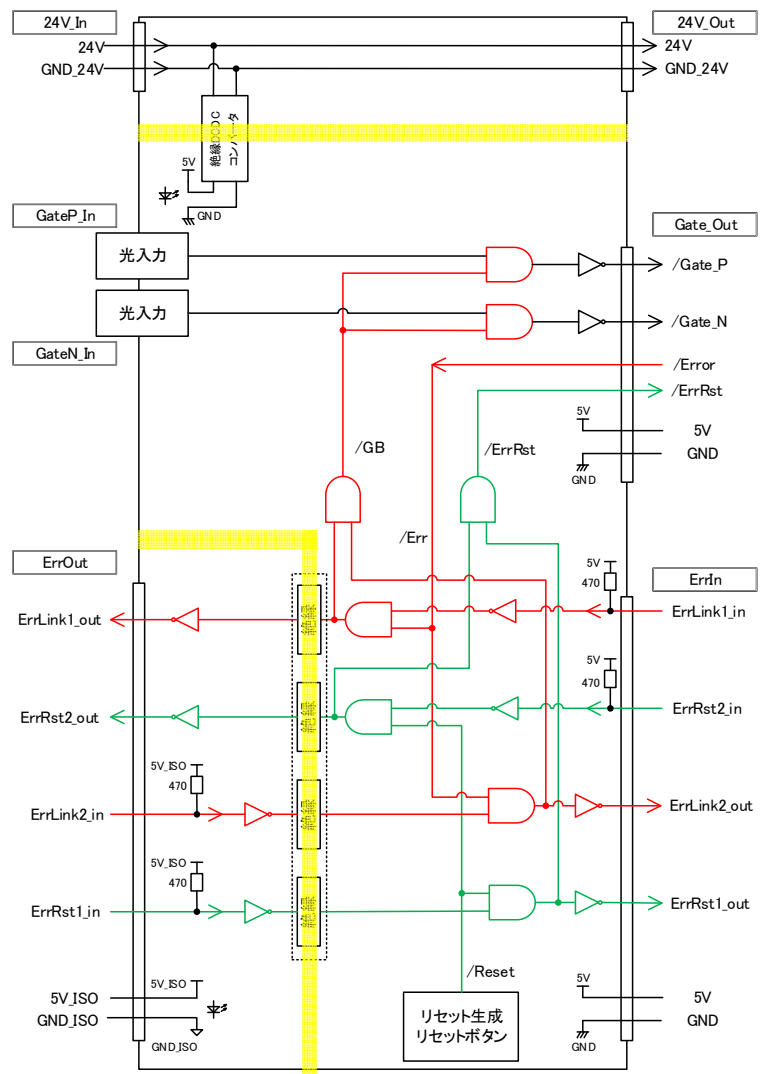 24V_In
24V_Out
24V
24V
GND_24V
GND_24V
絶縁DCDC
コンバータ
5V
GND
GateP_In
Gate_Out
光入力
/Gate_P
光入力
/Gate_N
GateN_In
/Error
/ErrRst
5V
5V
/GB
/ErrRst
GND
GND
/Err
ErrOut
5V
470
ErrIn
絶縁
ErrLink1_out
ErrLink1_in
5V
470
絶縁
ErrRst2_out
ErrRst2_in
5V_ISO
470
絶縁
ErrLink2_in
ErrLink2_out
5V_ISO
470
絶縁
ErrRst1_in
ErrRst1_out
/Reset
5V_ISO
5V
5V_ISO
5V
GND_ISO
GND
リセット生成
リセットボタン
GND_ISO
GND